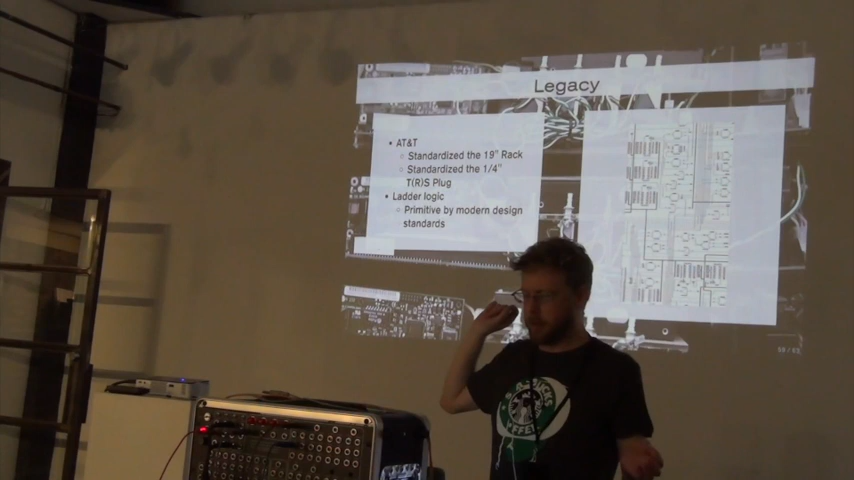 Legacy
• AT&T
○ Standardized the 19" Rack
○ Standardized the 1/4"
T(R)S Plug
• Ladder logic
○ Primitive by modern design
standards